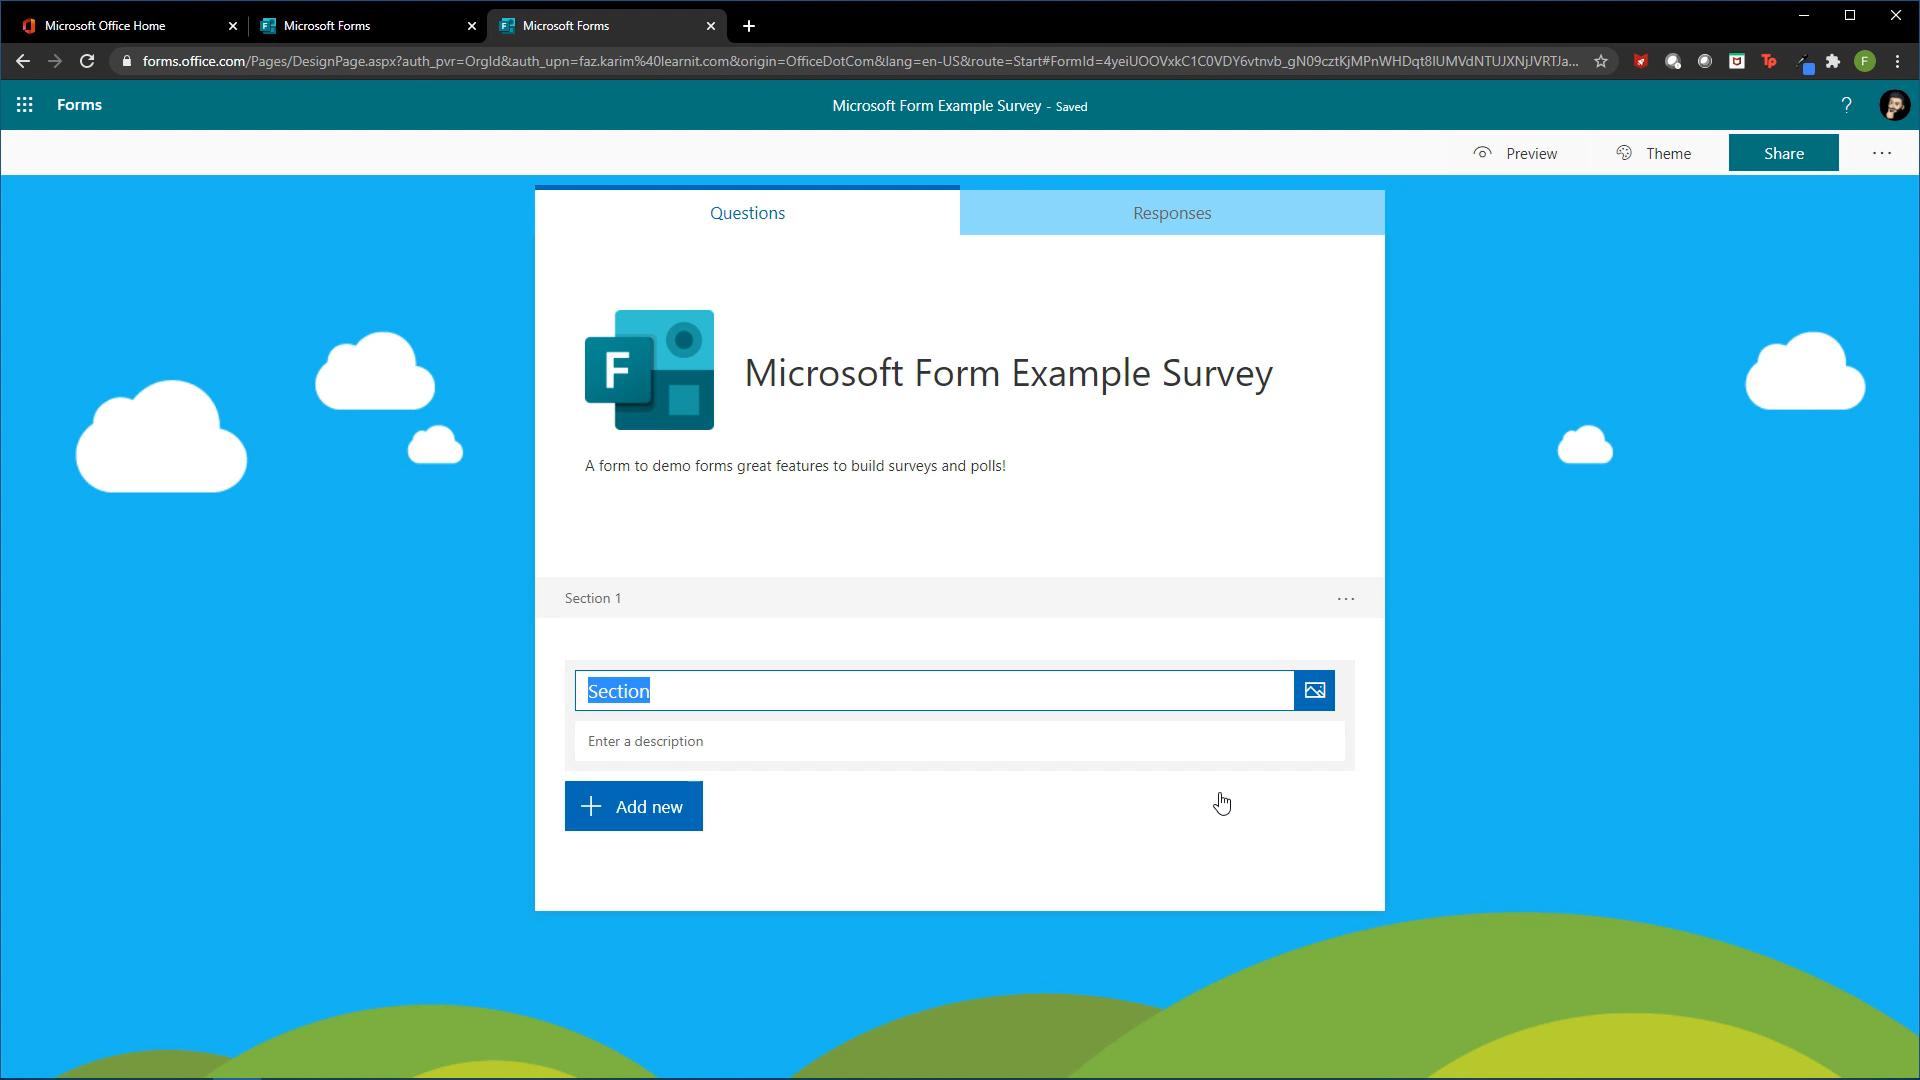 Microsoft Office Home
Microsoft Forms
Microsoft Forms
forms.office.com/Pages/DesignPage.aspx?auth_pvr=OrgId&auth_upn=faz.karim%40learnit.com&origin=OfficeDotCom&lang=en-US&route=Start#FormId=4yeiUOOVxkC1C0VDY6vtnvb_gN09cztKjMPnWHDqt8lUMVdNTUJXNjJVRTJa...
Tp
F
Forms
Microsoft Form Example Survey - Saved
?
Preview
Theme
Share
Questions
Responses
F
Microsoft Form Example Survey
A form to demo forms great features to build surveys and polls!
Section 1
Section
Enter a description
Add new